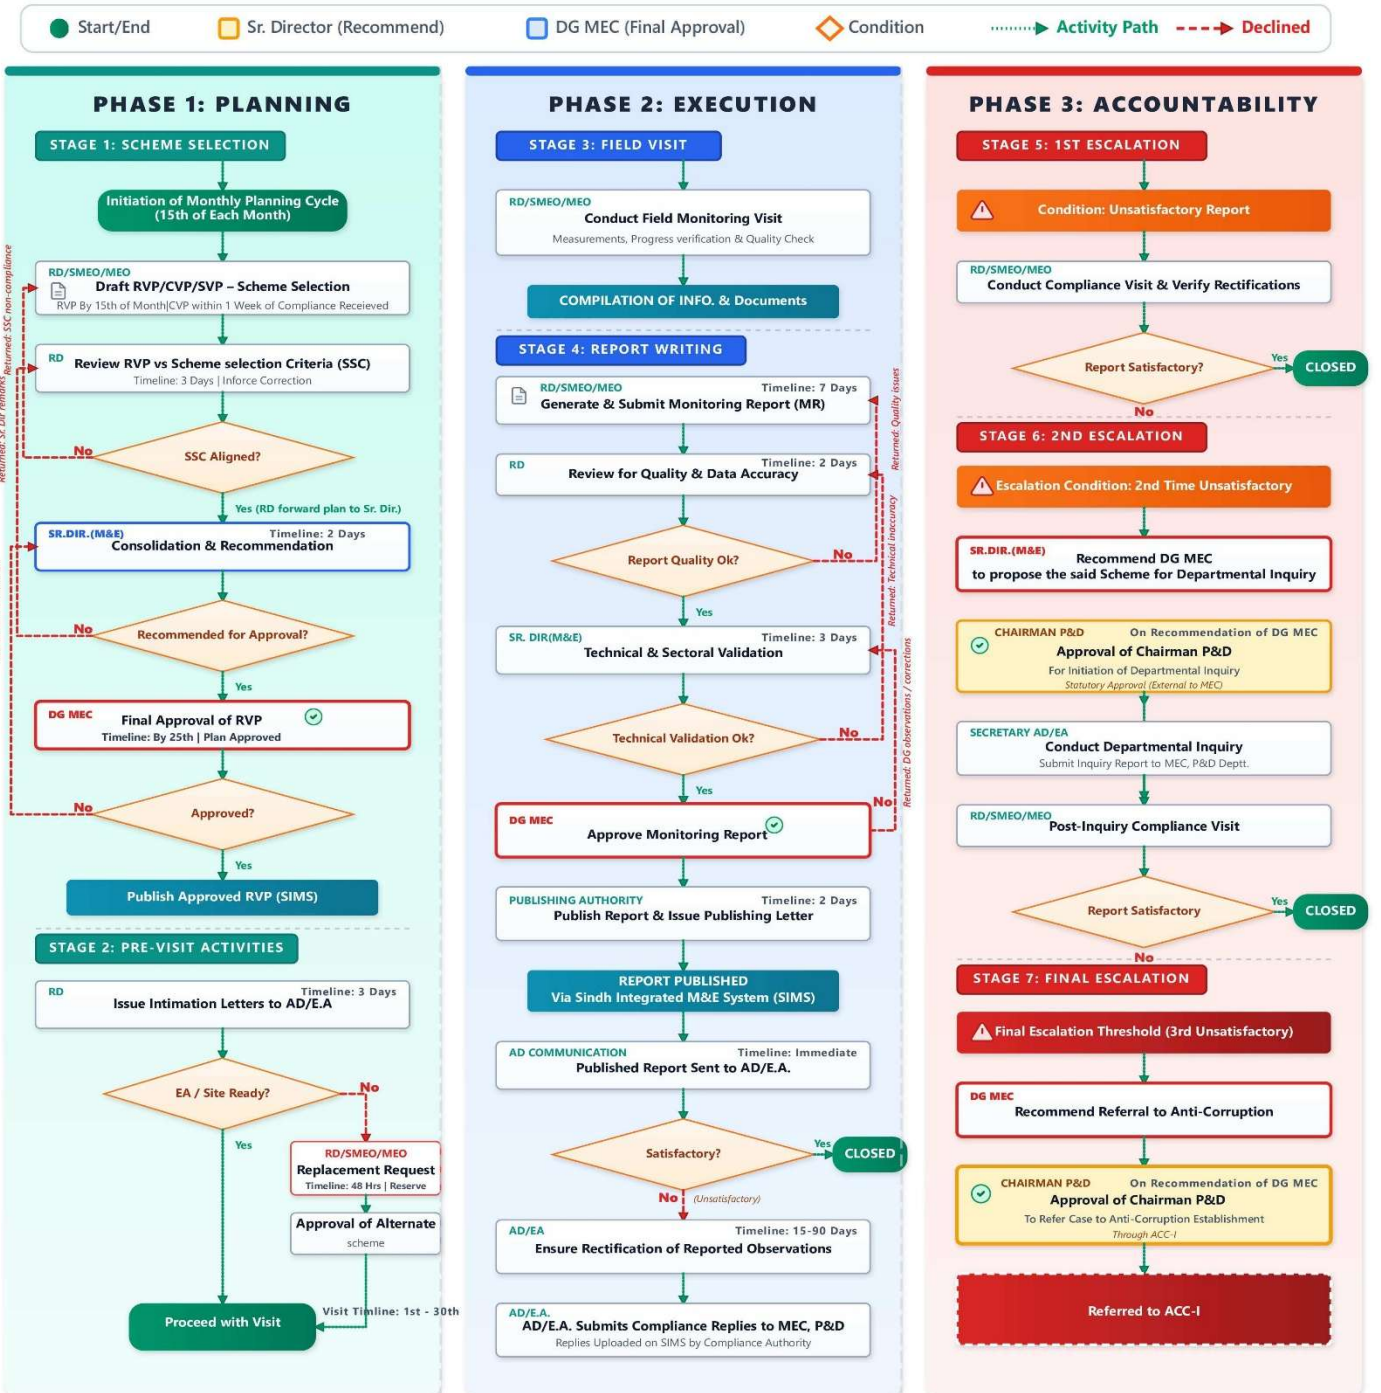 Start/End
Sr. Director (Recommend)
DG MEC (Final Approval)
Condition
Activity Path
Declined
PHASE 1: PLANNING
STAGE 1: SCHEME SELECTION
Initiation of Monthly Planning Cycle
(15th of Each Month)
RD/SMEO/MEO
Draft RVP/CVP/SVP – Scheme Selection
RVP By 15th of Month|CVP within 1 Week of Compliance Receieved
Returned: SSC non-compliance
RD
Review RVP vs Scheme selection Criteria (SSC)
Timeline: 3 Days | Inforce Correction
Returned: Sr. Dir remarks
SSC Aligned?
No
Yes (RD forward plan to Sr. Dir.)
SR.DIR.(M&E)
Timeline: 2 Days
Consolidation & Recommendation
Recommended for Approval?
No
Yes
DG MEC
Final Approval of RVP
Timeline: By 25th | Plan Approved
Approved?
No
Yes
Publish Approved RVP (SIMS)
STAGE 2: PRE-VISIT ACTIVITIES
RD
Timeline: 3 Days
Issue Intimation Letters to AD/E.A
EA / Site Ready?
No
Yes
RD/SMEO/MEO
Replacement Request
Timeline: 48 Hrs | Reserve
Approval of Alternate
scheme
Visit Timline: 1st - 30th
Proceed with Visit
PHASE 2: EXECUTION
STAGE 3: FIELD VISIT
RD/SMEO/MEO
Conduct Field Monitoring Visit
Measurements, Progress verification & Quality Check
COMPILATION OF INFO. & Documents
STAGE 4: REPORT WRITING
RD/SMEO/MEO
Timeline: 7 Days
Generate & Submit Monitoring Report (MR)
Returned: Quality issues
RD
Timeline: 2 Days
Review for Quality & Data Accuracy
Report Quality Ok?
No
Yes
Returned: Technical inaccuracy
SR. DIR(M&E)
Timeline: 3 Days
Technical & Sectoral Validation
Technical Validation Ok?
No
Yes
Returned: DG observations / corrections
DG MEC
Approve Monitoring Report
No
PUBLISHING AUTHORITY
Timeline: 2 Days
Publish Report & Issue Publishing Letter
REPORT PUBLISHED
Via Sindh Integrated M&E System (SIMS)
AD COMMUNICATION
Timeline: Immediate
Published Report Sent to AD/E.A.
Satisfactory?
Yes
CLOSED
No
(Unsatisfactory)
AD/EA
Timeline: 15-90 Days
Ensure Rectification of Reported Observations
AD/E.A.
AD/E.A. Submits Compliance Replies to MEC, P&D
Replies Uploaded on SIMS by Compliance Authority
PHASE 3: ACCOUNTABILITY
STAGE 5: 1ST ESCALATION
Condition: Unsatisfactory Report
RD/SMEO/MEO
Conduct Compliance Visit & Verify Rectifications
Report Satisfactory?
Yes
CLOSED
No
STAGE 6: 2ND ESCALATION
Escalation Condition: 2nd Time Unsatisfactory
SR.DIR.(M&E)
Recommend DG MEC
to propose the said Scheme for Departmental Inquiry
CHAIRMAN P&D
On Recommendation of DG MEC
Approval of Chairman P&D
For Initiation of Departmental Inquiry
Statutory Approval (External to MEC)
SECRETARY AD/EA
Conduct Departmental Inquiry
Submit Inquiry Report to MEC, P&D Deptt.
RD/SMEO/MEO
Post-Inquiry Compliance Visit
Report Satisfactory
Yes
CLOSED
No
STAGE 7: FINAL ESCALATION
Final Escalation Threshold (3rd Unsatisfactory)
DG MEC
Recommend Referral to Anti-Corruption
CHAIRMAN P&D
On Recommendation of DG MEC
Approval of Chairman P&D
To Refer Case to Anti-Corruption Establishment
Through ACC-I
Referred to ACC-I